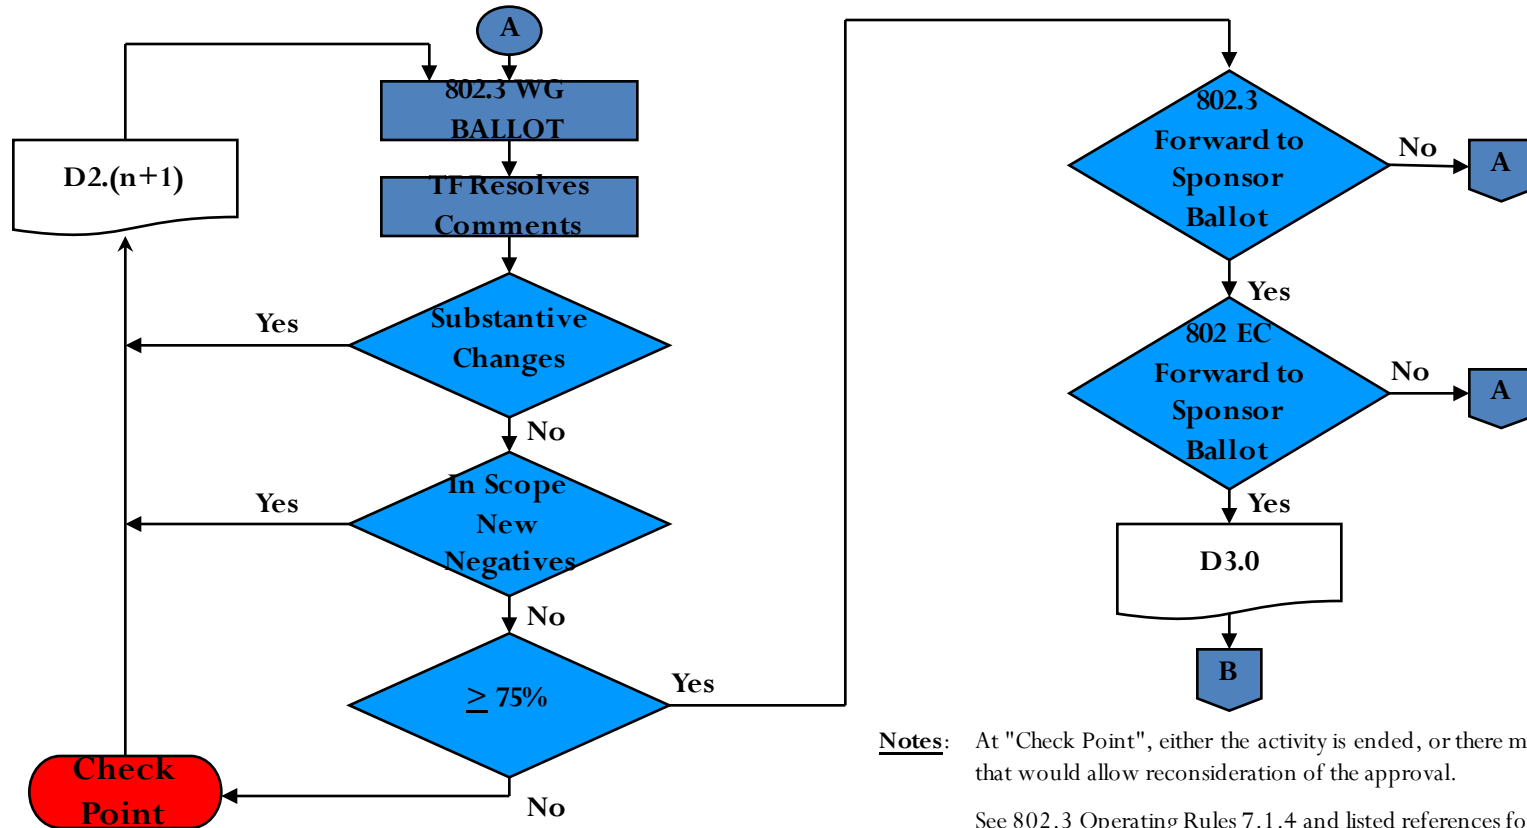 A
802.3 WG
BALLOT
D2.(n+1)
TF Resolves
Comments
Substantive
Changes
Yes
No
In Scope
New
Negatives
Yes
No
≥ 75%
Yes
No
Check
Point
802.3
Forward to
Sponsor
Ballot
No
A
Yes
802 EC
Forward to
Sponsor
Ballot
No
A
Yes
D3.0
B
Notes: At "Check Point", either the activity is ended, or there
that would allow reconsideration of the approval.
See 802.3 Operating Rules 7.1.4 and listed references